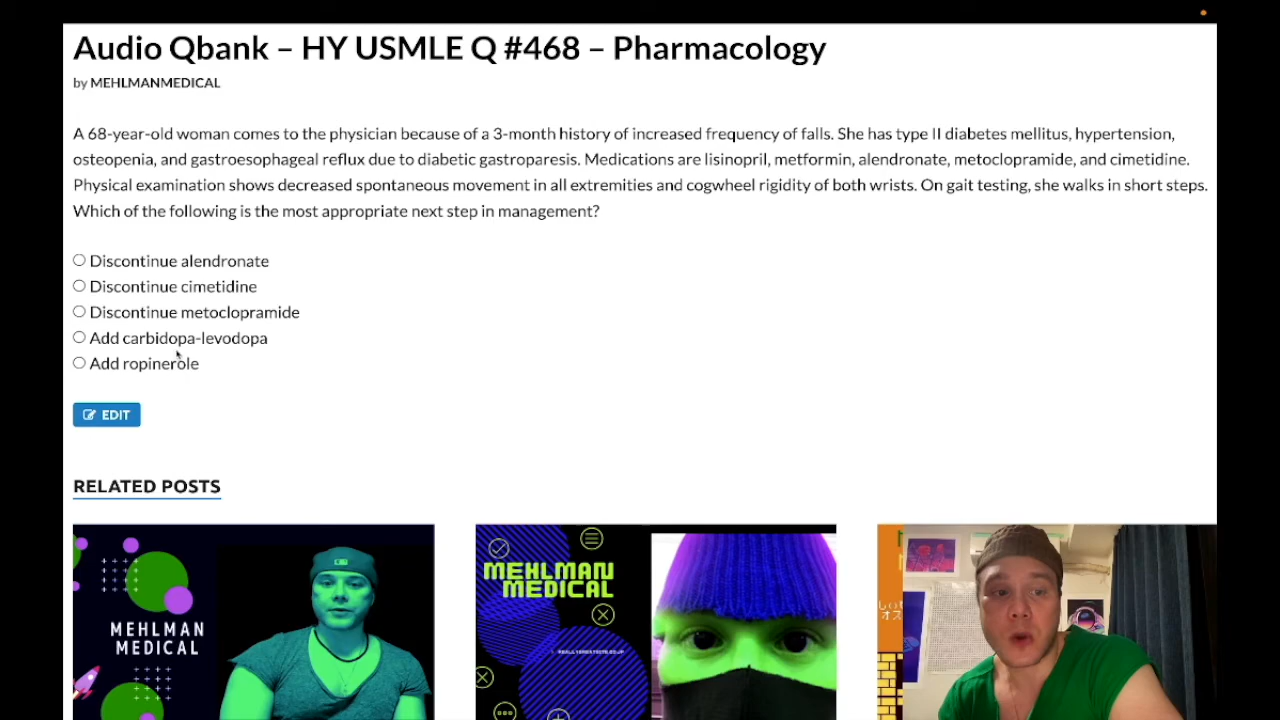 Audio Qbank – HY USMLE Q #468 – Pharmacology
by MEHLMANMEDICAL
A 68-year-old woman comes to the physician because of a 3-month history of increased frequency of falls. She has type II diabetes mellitus, hypertension,
osteopenia, and gastroesophageal reflux due to diabetic gastroparesis. Medications are lisinopril, metformin, alendronate, metoclopramide, and cimetidine.
Physical examination shows decreased spontaneous movement in all extremities and cogwheel rigidity of both wrists. On gait testing, she walks in short steps.
Which of the following is the most appropriate next step in management?
Discontinue alendronate
Discontinue cimetidine
Discontinue metoclopramide
Add carbidopa-levodopa
Add ropinerole
EDIT
RELATED POSTS
MEHLMAN
MEDICAL
MEHLMAN
MEDICAL